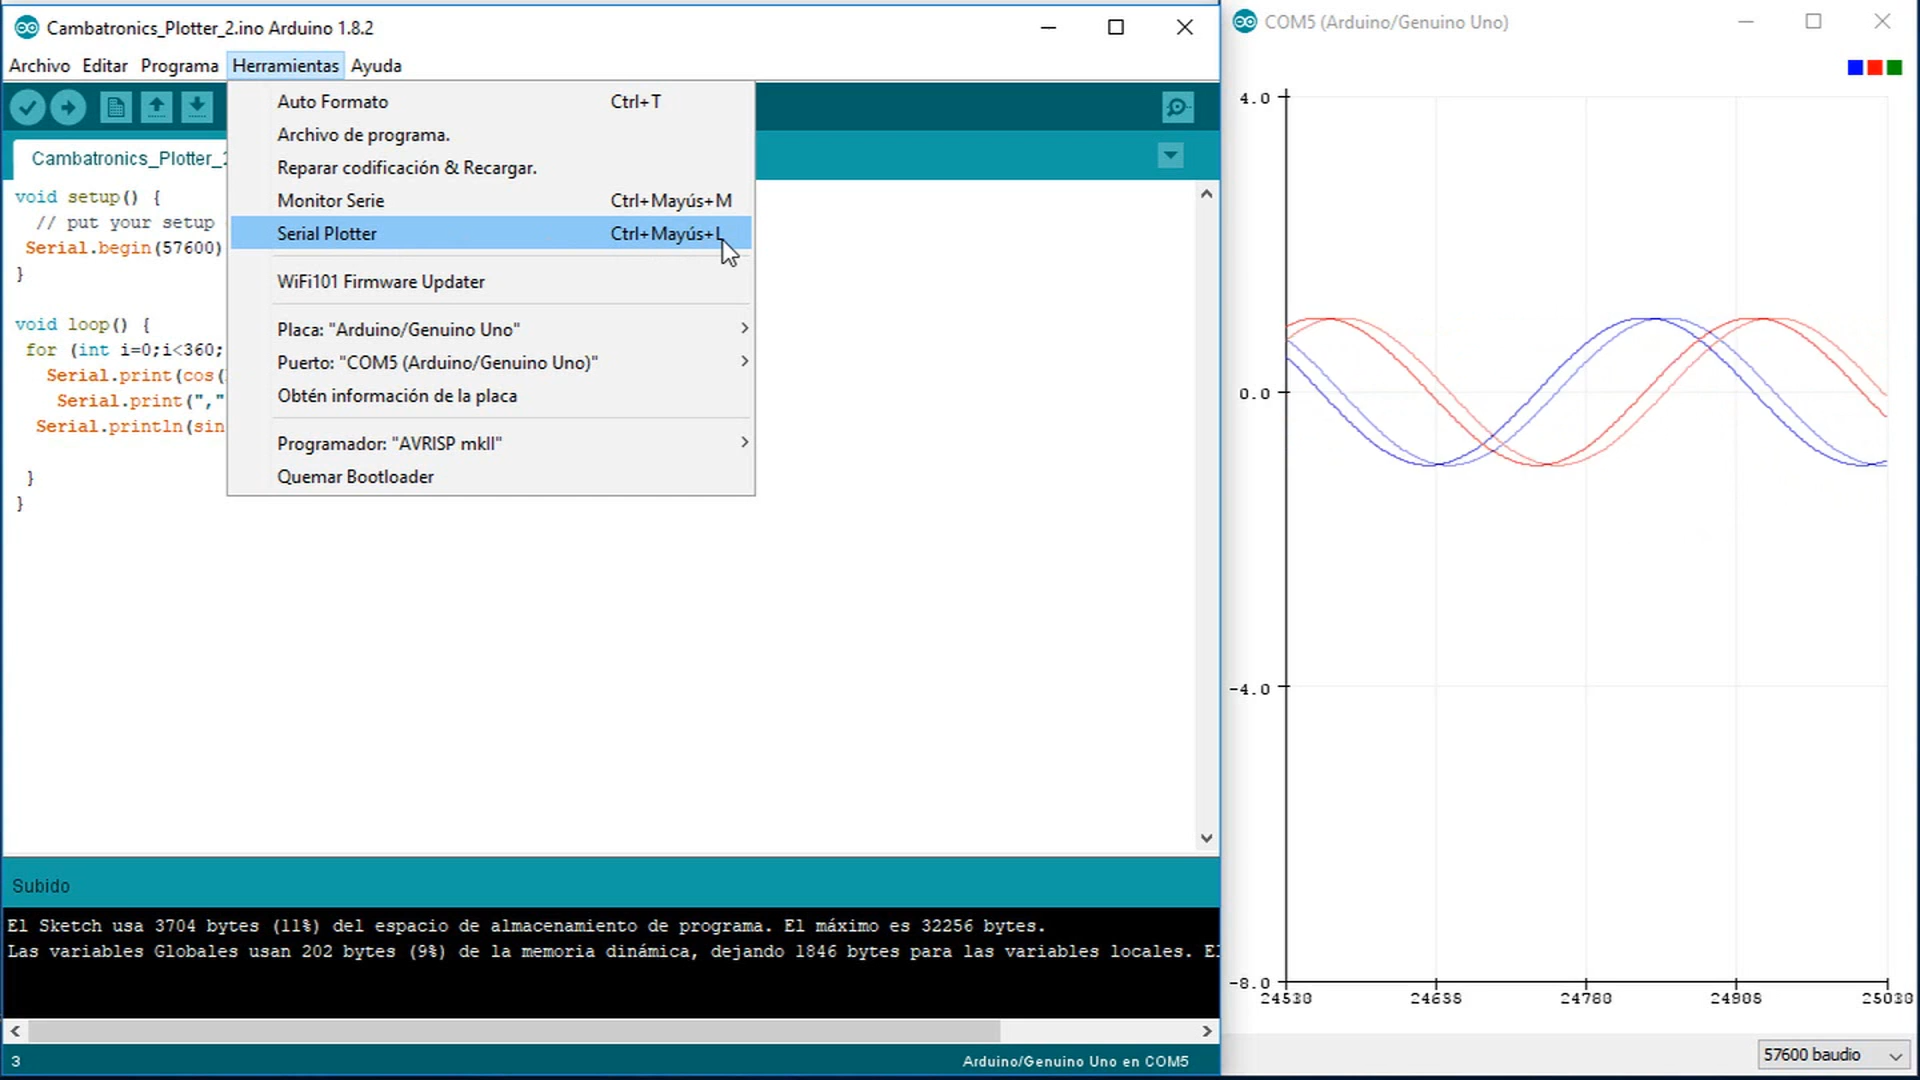 Cambatronics_Plotter_2.ino Arduino 1.8.2
Archivo Editar Programa Herramientas Ayuda
Auto Formato Ctrl+T
Archivo de programa.
Reparar codificación & Recargar.
Monitor Serie Ctrl+Mayús+M
Serial Plotter Ctrl+Mayús+L
WiFi101 Firmware Updater
Placa: "Arduino/Genuino Uno"
Puerto: "COM5 (Arduino/Genuino Uno)"
Obtén información de la placa
Programador: "AVRISP mkII"
Quemar Bootloader
Cambatronics_Plotter_2
void setup() {
// put your setup
Serial.begin(57600)
}
void loop() {
for (int i=0;i<360;
Serial.print(cos(
Serial.print(","
Serial.println(sin
}
}
Subido
El Sketch usa 3704 bytes (11%) del espacio de almacenamiento de programa. El máximo es 32256 bytes.
Las variables Globales usan 202 bytes (9%) de la memoria dinámica, dejando 1846 bytes para las variables locales. El
3
Arduino/Genuino Uno en COM5
COM5 (Arduino/Genuino Uno)
4.0
0.0
-4.0
-8.0
24530 24655 24780 24905 25030
57600 baudio